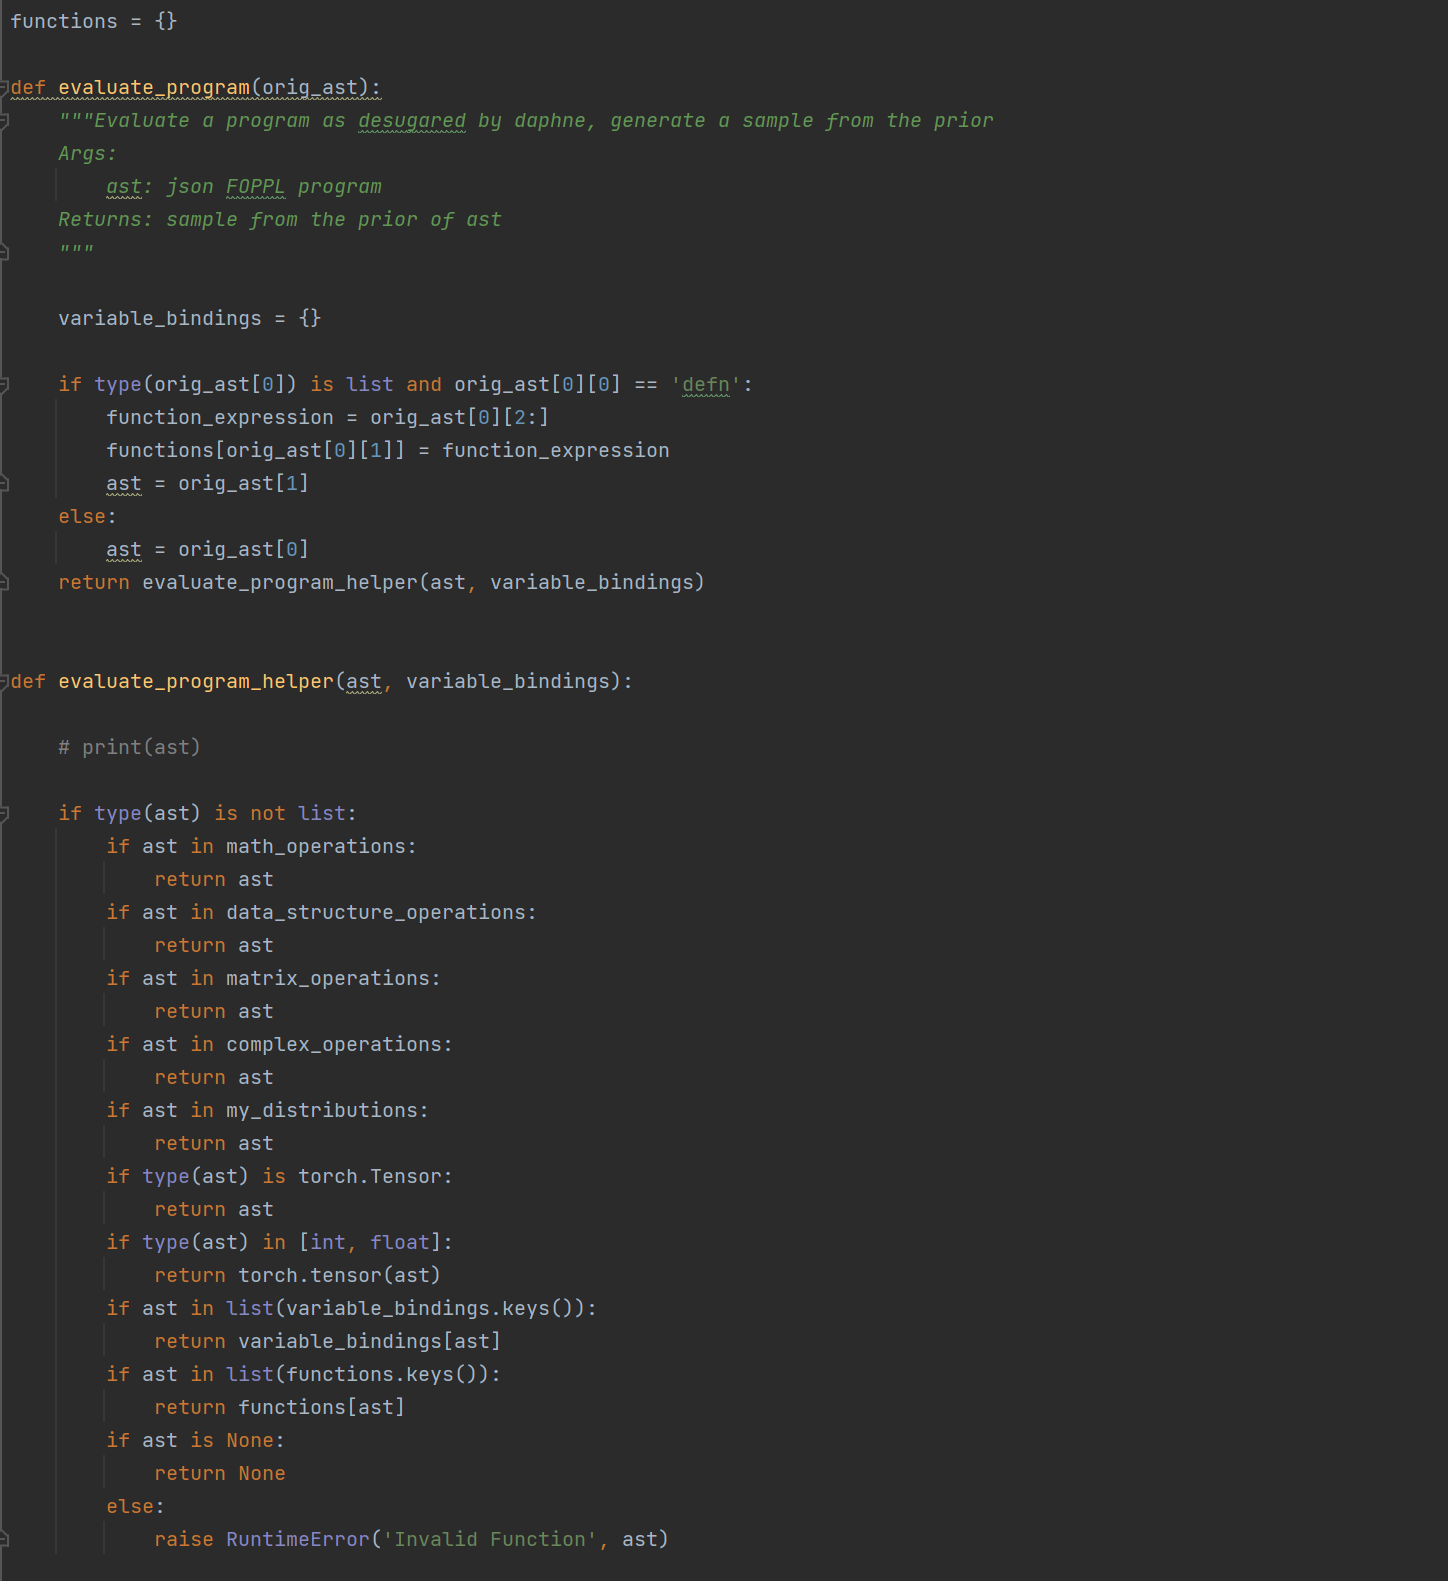 functions = {}
def evaluate_program(orig_ast):
    """Evaluate a program as desugared by daphne, generate a sample from the prior
    Args:
        ast: json FOPPL program
    Returns: sample from the prior of ast
    """
    variable_bindings = {}
    if type(orig_ast[0]) is list and orig_ast[0][0] == 'defn':
        function_expression = orig_ast[0][2:]
        functions[orig_ast[0][1]] = function_expression
        ast = orig_ast[1]
    else:
        ast = orig_ast[0]
    return evaluate_program_helper(ast, variable_bindings)
def evaluate_program_helper(ast, variable_bindings):
    # print(ast)
    if type(ast) is not list:
        if ast in math_operations:
            return ast
        if ast in data_structure_operations:
            return ast
        if ast in matrix_operations:
            return ast
        if ast in complex_operations:
            return ast
        if ast in my_distributions:
            return ast
        if type(ast) is torch.Tensor:
            return ast
        if type(ast) in [int, float]:
            return torch.tensor(ast)
        if ast in list(variable_bindings.keys()):
            return variable_bindings[ast]
        if ast in list(functions.keys()):
            return functions[ast]
        if ast is None:
            return None
        else:
            raise RuntimeError('Invalid Function', ast)